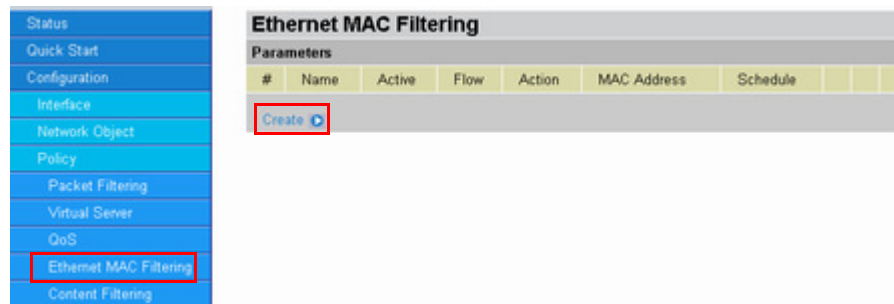 Status
Quick Start
Configuration
Interface
Network Object
Policy
Packet Filtering
Virtual Server
QoS
Ethernet MAC Filtering
Content Filtering
Ethernet MAC Filtering
Parameters
# Name Active Flow Action MAC Address Schedule
Create